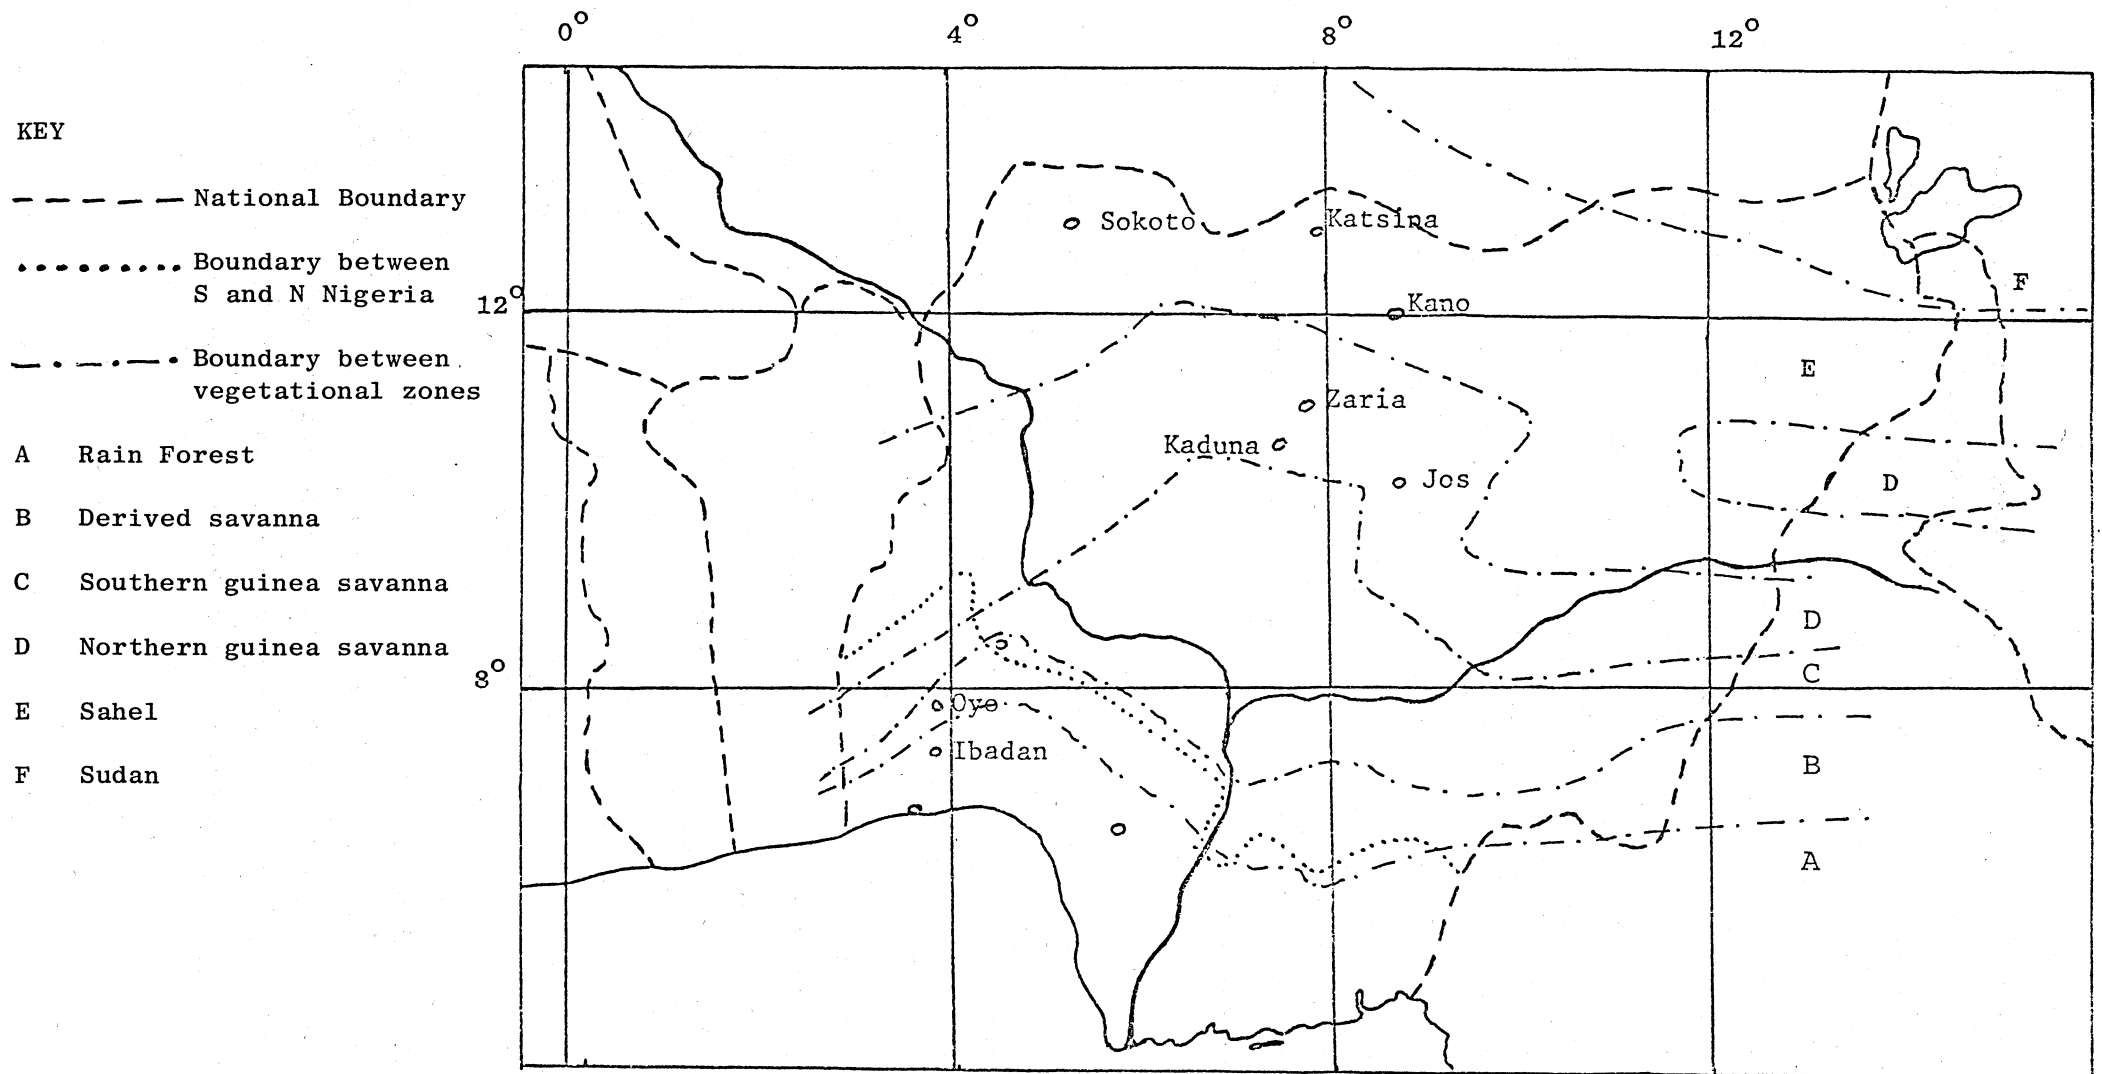 0° 4° 8° 12°
KEY
National Boundary
Boundary between
S and N Nigeria
Boundary between
vegetational zones
A Rain Forest
B Derived savanna
C Southern guinea savanna
D Northern guinea savanna
E Sahel
F Sudan
Sokoto
Katsina
F
12°
Kano
E
Zaria
Kaduna
Jos
D
D
8°
C
Oyo
Ibadan
B
A